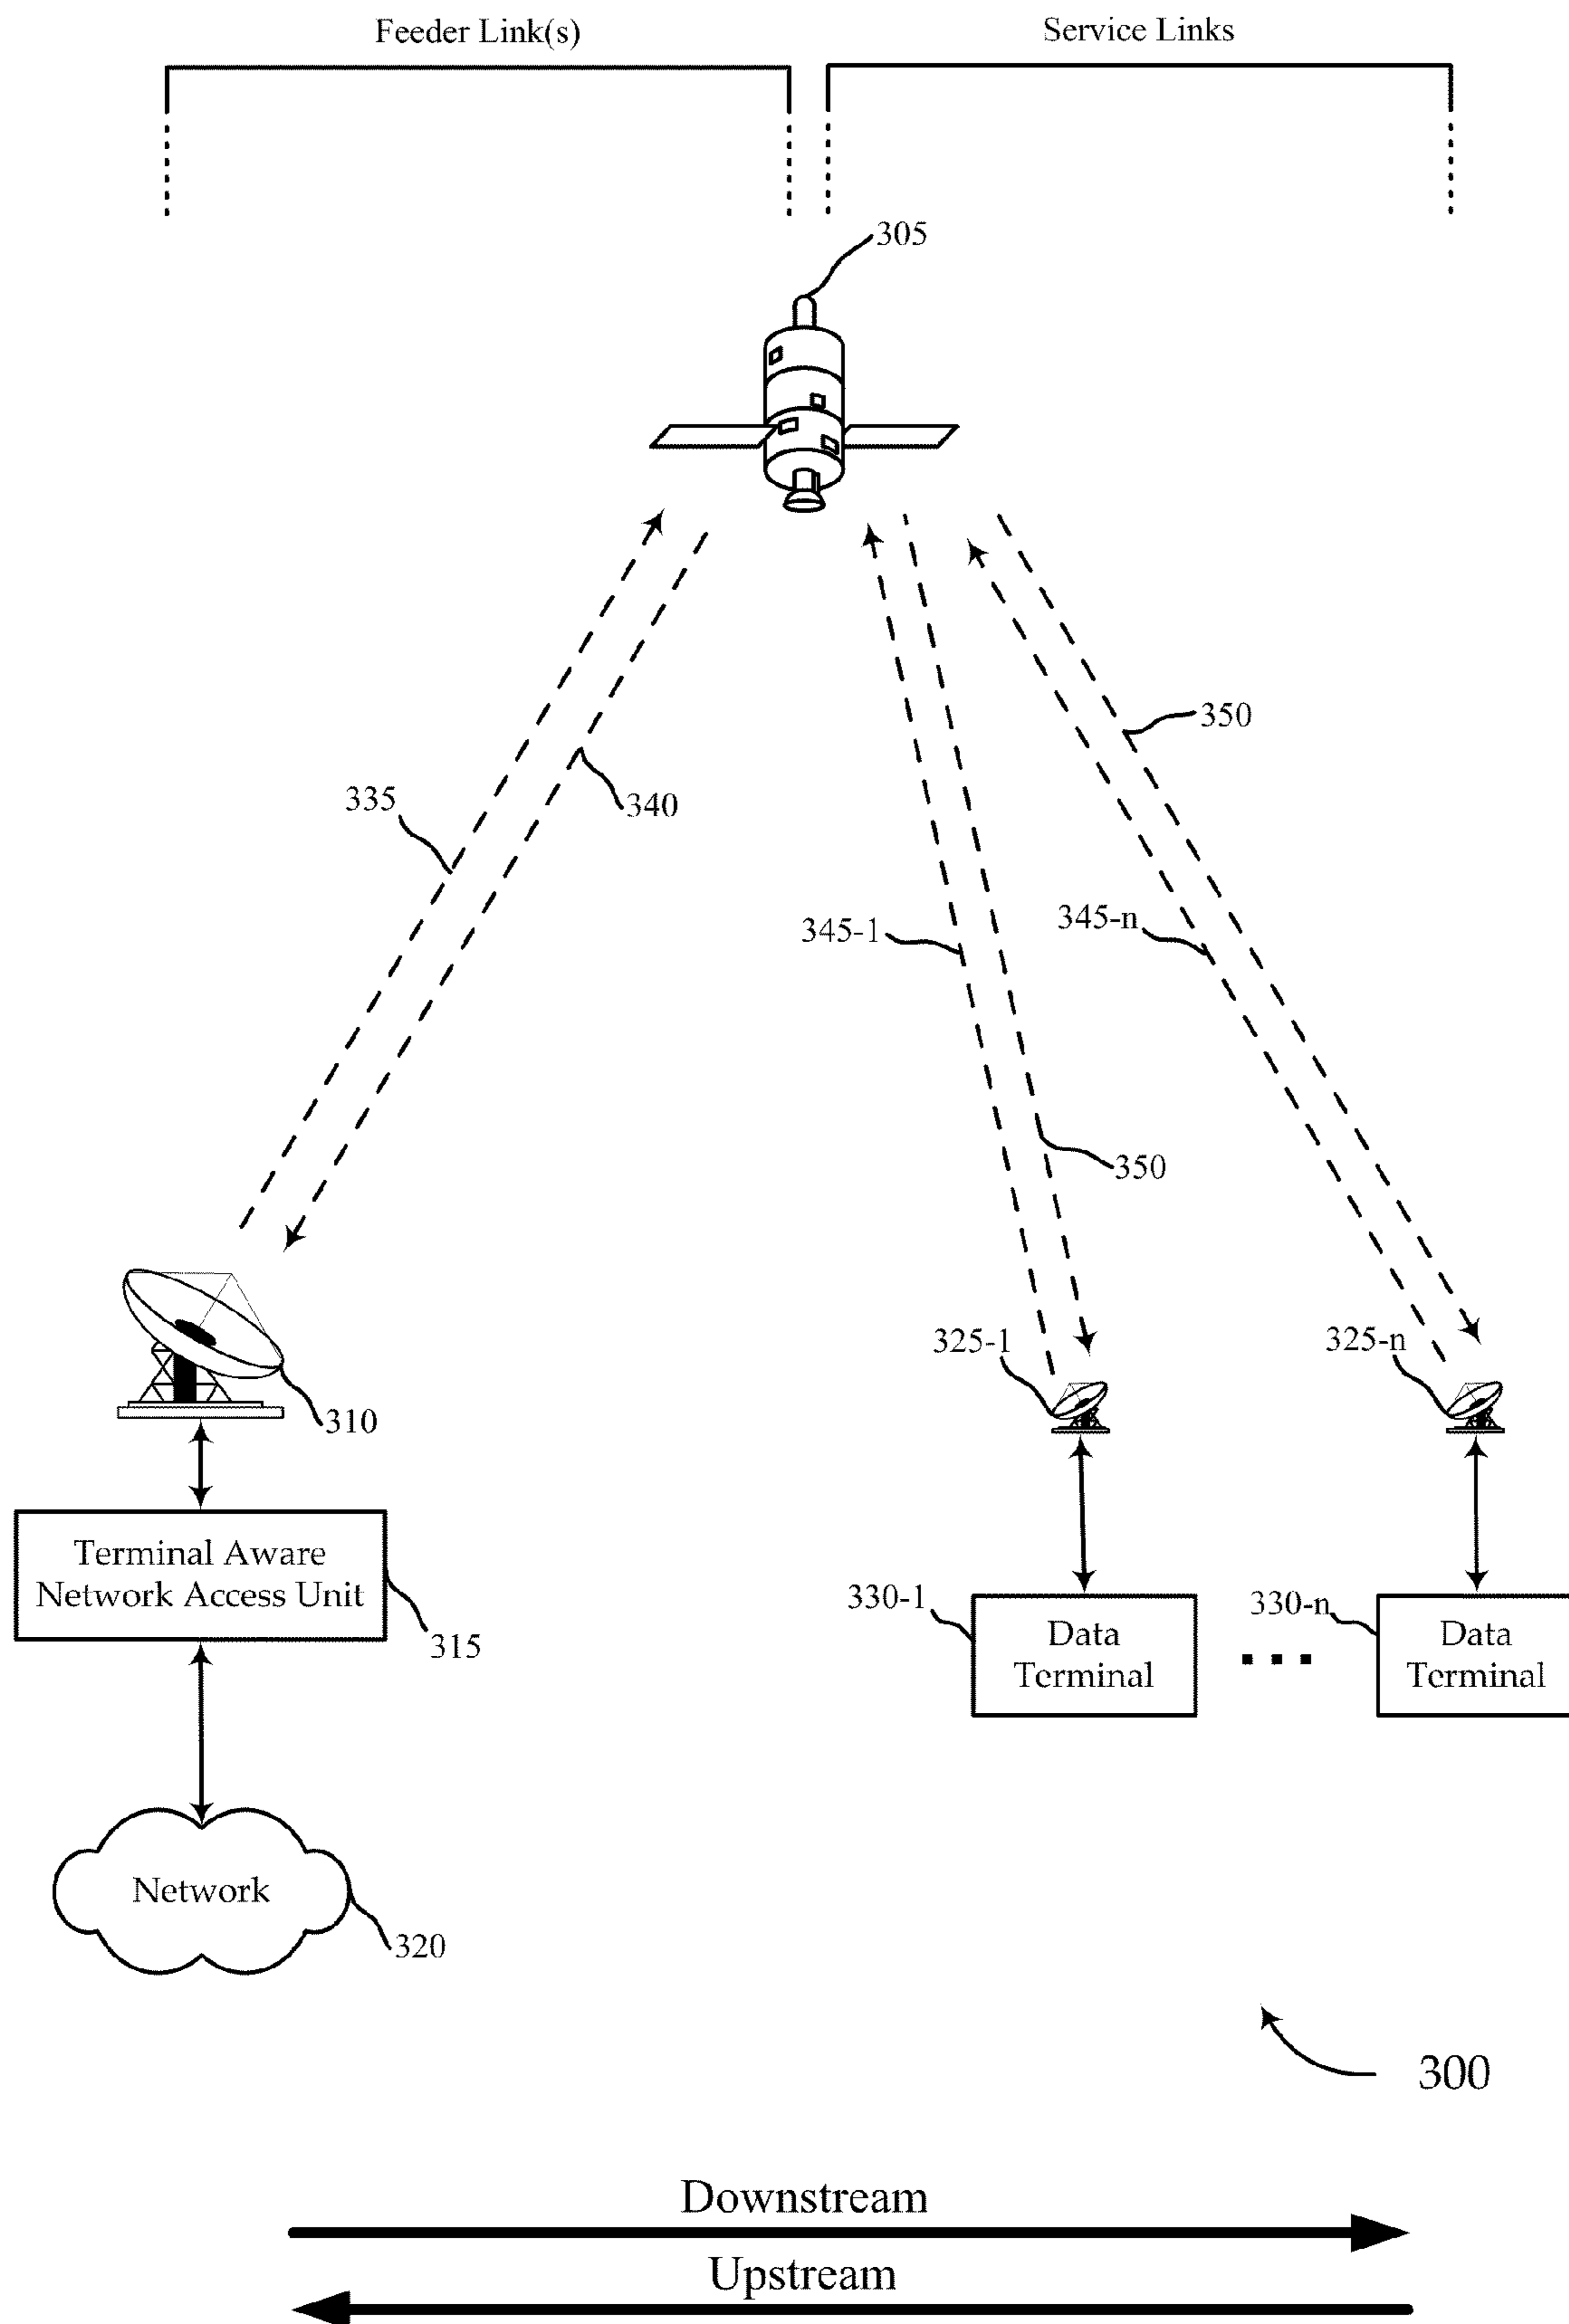 Feeder Link(s)
Service Links
305
350
335
340
345-1
345-n
350
325-1
325-n
310
Terminal Aware
Network Access Unit
315
330-1
330-n
Data
Terminal
Data
Terminal
Network
320
300
Downstream
Upstream